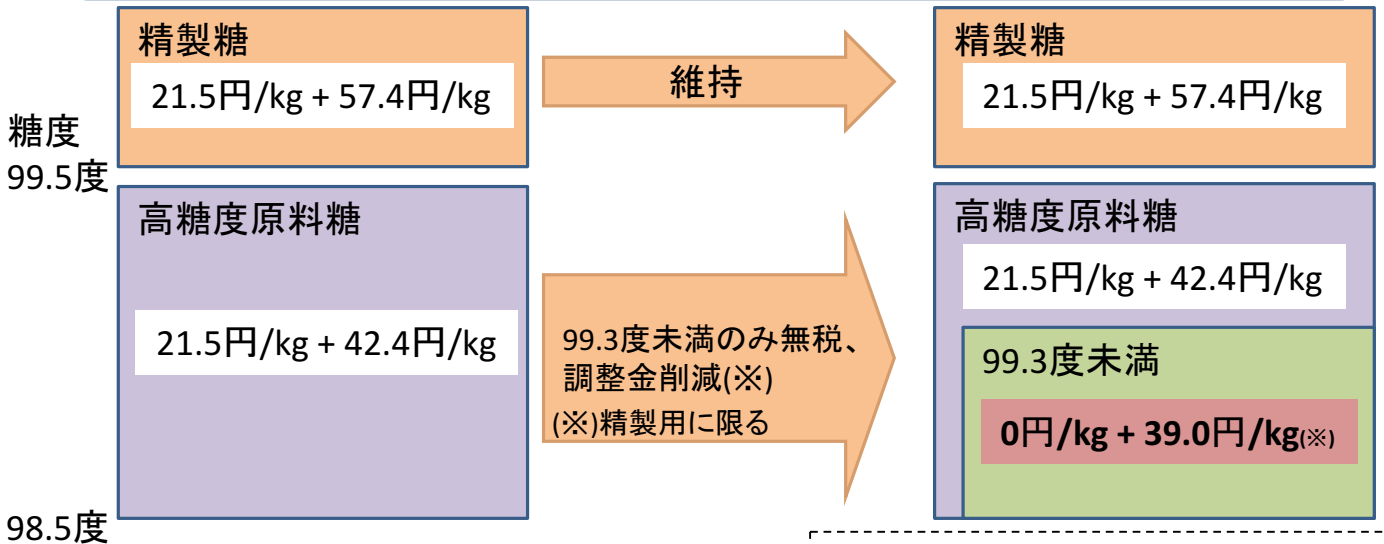 精製糖
21.5円/kg + 57.4円/kg
維持
精製糖
21.5円/kg + 57.4円/kg
糖度
99.5度
高糖度原料糖
21.5円/kg + 42.4円/kg
99.3度未満のみ無税、
調整金削減(※)
(※)精製用に限る
高糖度原料糖
21.5円/kg + 42.4円/kg
99.3度未満
0円/kg + 39.0円/kg(※)
98.5度